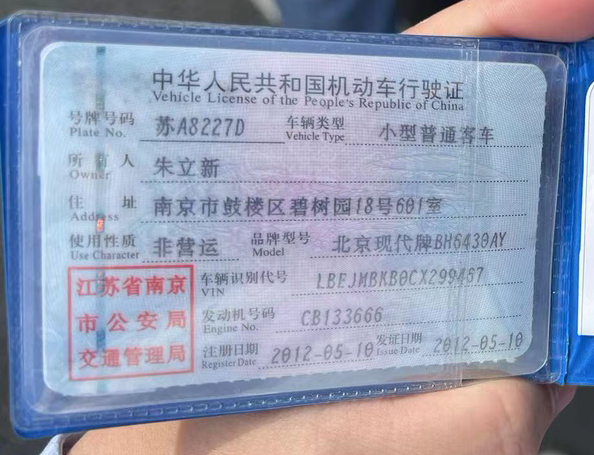 中华人民共和国机动车行驶证
Vehicle License of the People's Republic of China
号牌号码 苏A8227D 车辆类型 小型普通客车
Plate No. Vehicle Type
所有人 朱立新
Owner
住址 南京市鼓楼区碧树园18号601室
Address
使用性质 非营运 品牌型号 北京现代牌BH6430AY
Use Character Model
江苏省南京
市公安局
交通管理局
车辆识别代号 LBEJMBKB0CX299467
VIN
发动机号码 CB133666
Engine No.
注册日期 2012-05-10 发证日期 2012-05-10
Register Date Issue Date